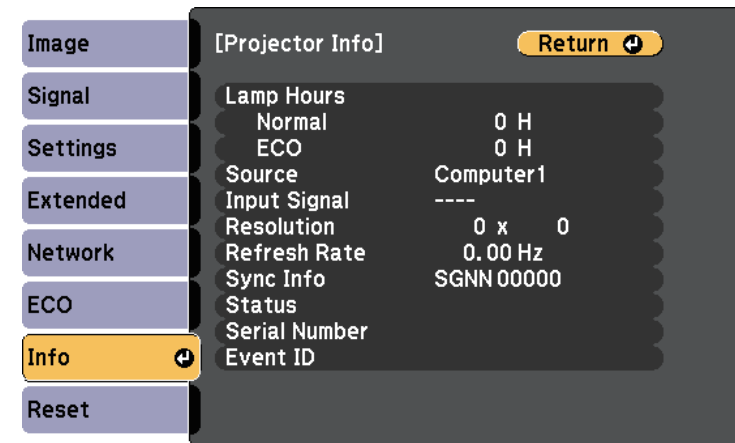 Image
Signal
Settings
Extended
Network
ECO
Info
Reset
[Projector Info]
Return
Lamp Hours
Normal 0 H
ECO 0 H
Source Computer1
Input Signal ----
Resolution 0 x 0
Refresh Rate 0.00 Hz
Sync Info SGNN 00000
Status
Serial Number
Event ID